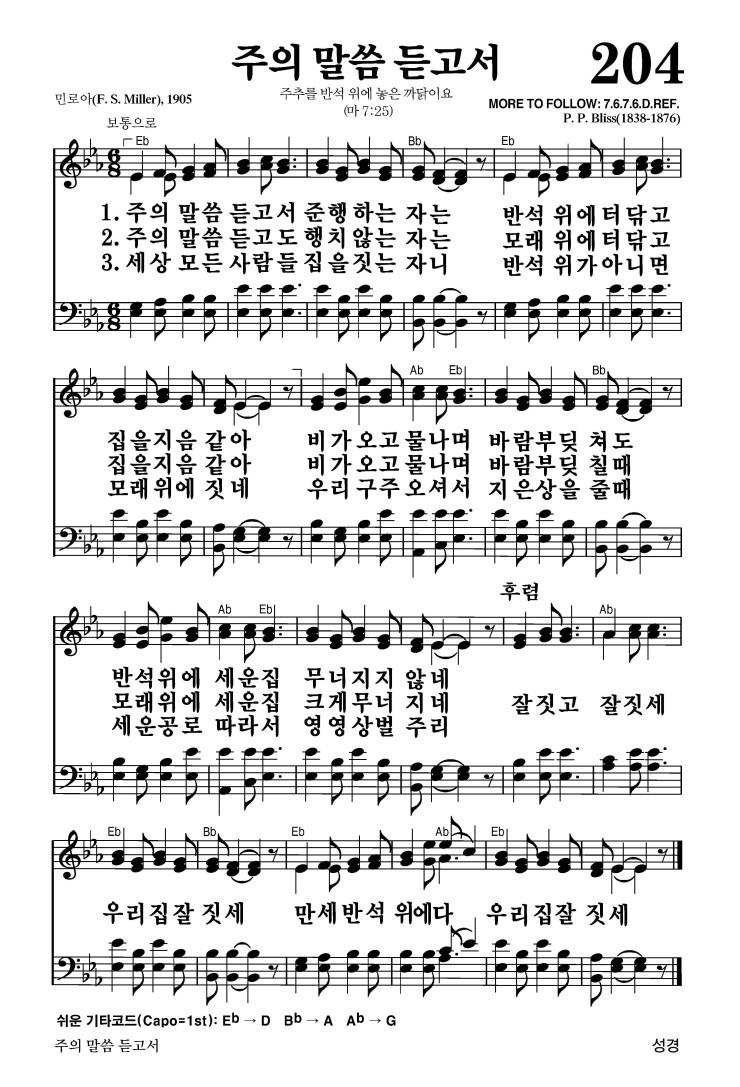 주의 말씀 듣고서 204
민로아(F. S. Miller), 1905
주추를 반석 위에 놓은 까닭이요
(마 7:25)
MORE TO FOLLOW: 7.6.7.6.D.REF.
P. P. Bliss(1838-1876)
보통으로
Eb Bb Eb
1. 주의 말씀 듣고서 준행하는 자는 반석 위에 터 닦고
2. 주의 말씀 듣고도 행치않는 자는 모래 위에 터 닦고
3. 세상 모든 사람들 집을짓는 자니 반석 위가 아니면
Ab Eb Bb
집을지음 같아 비가오고 물나며 바람부딪 쳐도
집을지음 같아 비가오고 물나며 바람부딪 칠때
모래위에 짓네 우리구주 오셔서 지은상을 줄때
후렴
Ab Eb Ab
반석위에 세운집 무너지지 않네
모래위에 세운집 크게무너 지네 잘짓고 잘짓세
세운공로 따라서 영영상벌 주리
Eb Bb Eb Ab Eb
우리집잘 짓세 만세반석 위에다 우리집잘 짓세
쉬운 기타코드(Capo=1st): Eb → D Bb → A Ab → G
주의 말씀 듣고서 성경